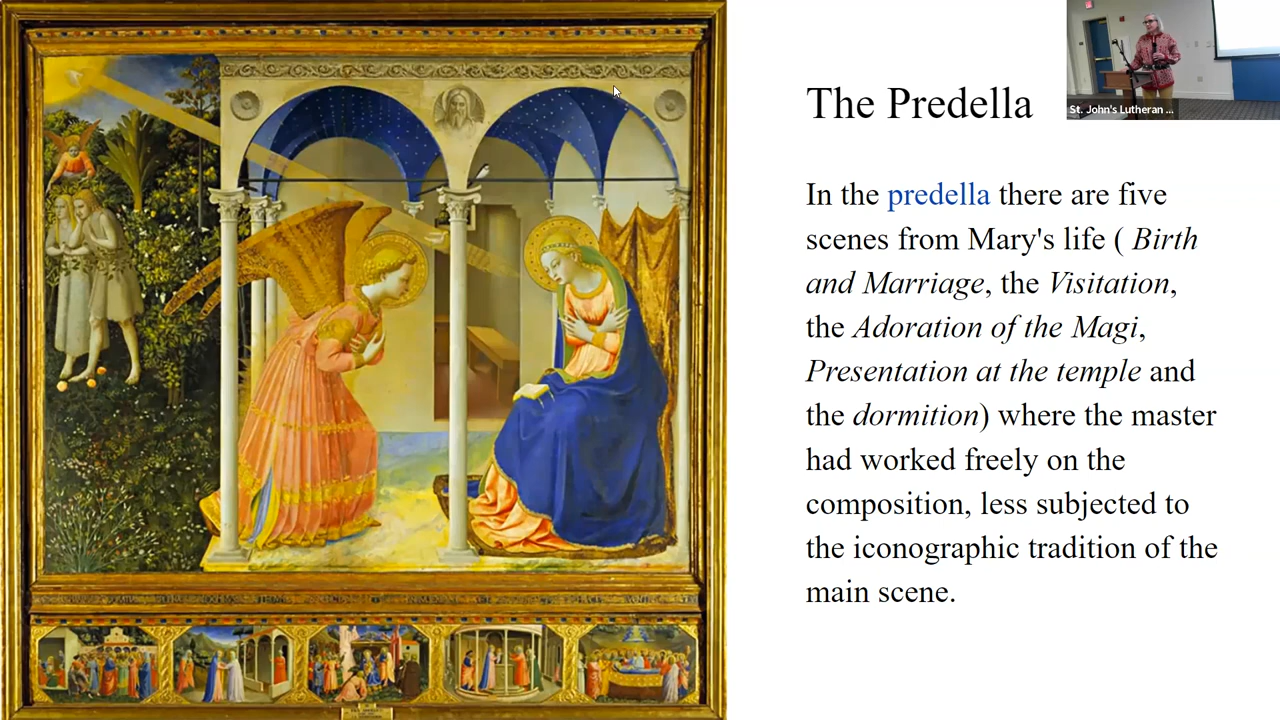 The Predella
St. John's Lutheran ...
In the predella there are five
scenes from Mary's life ( Birth
and Marriage, the Visitation,
the Adoration of the Magi,
Presentation at the temple and
the dormition) where the master
had worked freely on the
composition, less subjected to
the iconographic tradition of the
main scene.